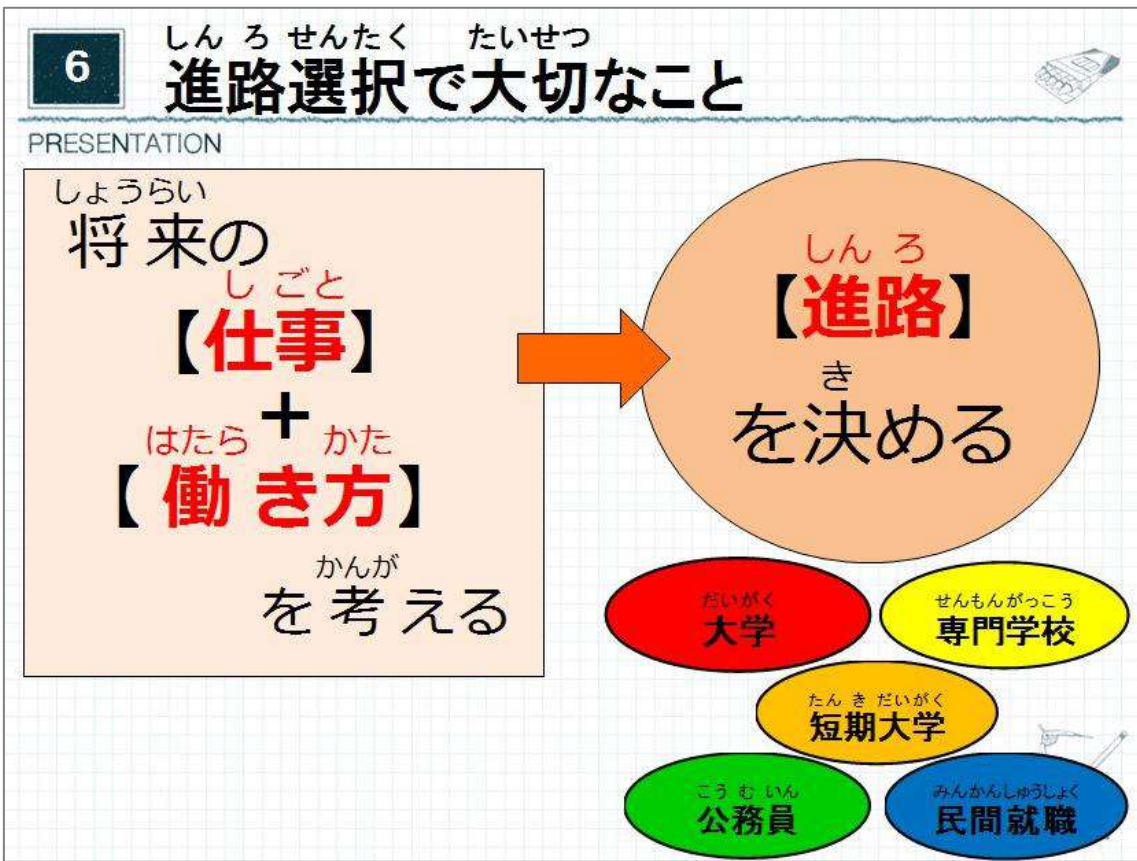 6
しんろせんたく たいせつ
進路選択で大切なこと
PRESENTATION
しょうらい
将来の
しごと
【仕事】
+
はたら かた
【働き方】
かんが
を考える
しんろ
【進路】
き
を決める
だいがく
大学
せんもんがっこう
専門学校
たんきだいがく
短期大学
こうむいん
公務員
みんかんしゅうしょく
民間就職